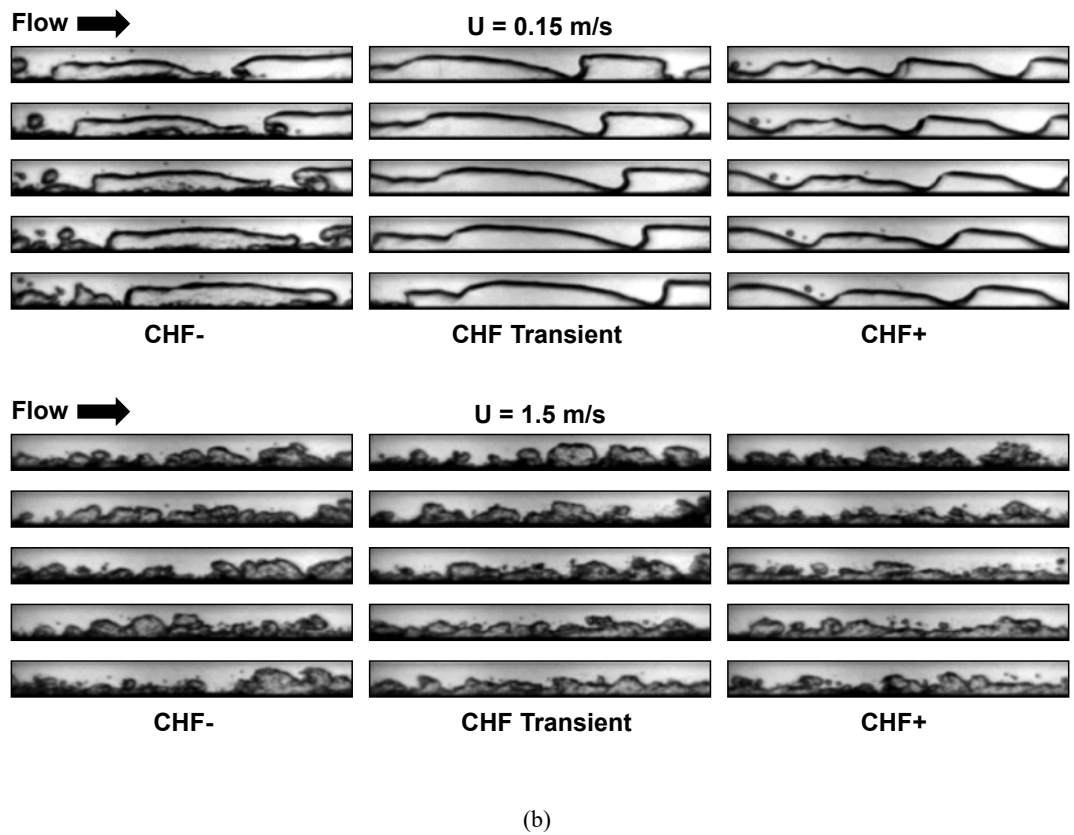 Flow
U = 0.15 m/s
CHF-
CHF Transient
CHF+
Flow
U = 1.5 m/s
CHF-
CHF Transient
CHF+
(b)